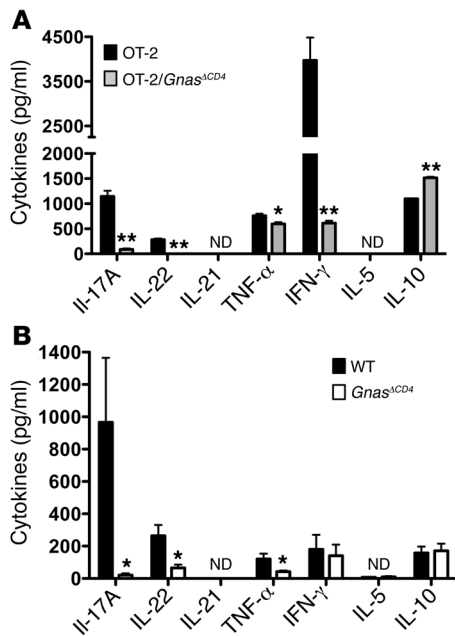 A
Cytokines (pg/ml)
4500
3500
2500
2000
1500
1000
500
0
OT-2
OT-2/GnasΔCD4
** ** ND * ** ND **
Il-17A IL-22 IL-21 TNF-α IFN-γ IL-5 IL-10
B
Cytokines (pg/ml)
1400
1200
1000
800
600
400
200
0
WT
GnasΔCD4
* * ND * ND
Il-17A IL-22 IL-21 TNF-α IFN-γ IL-5 IL-10